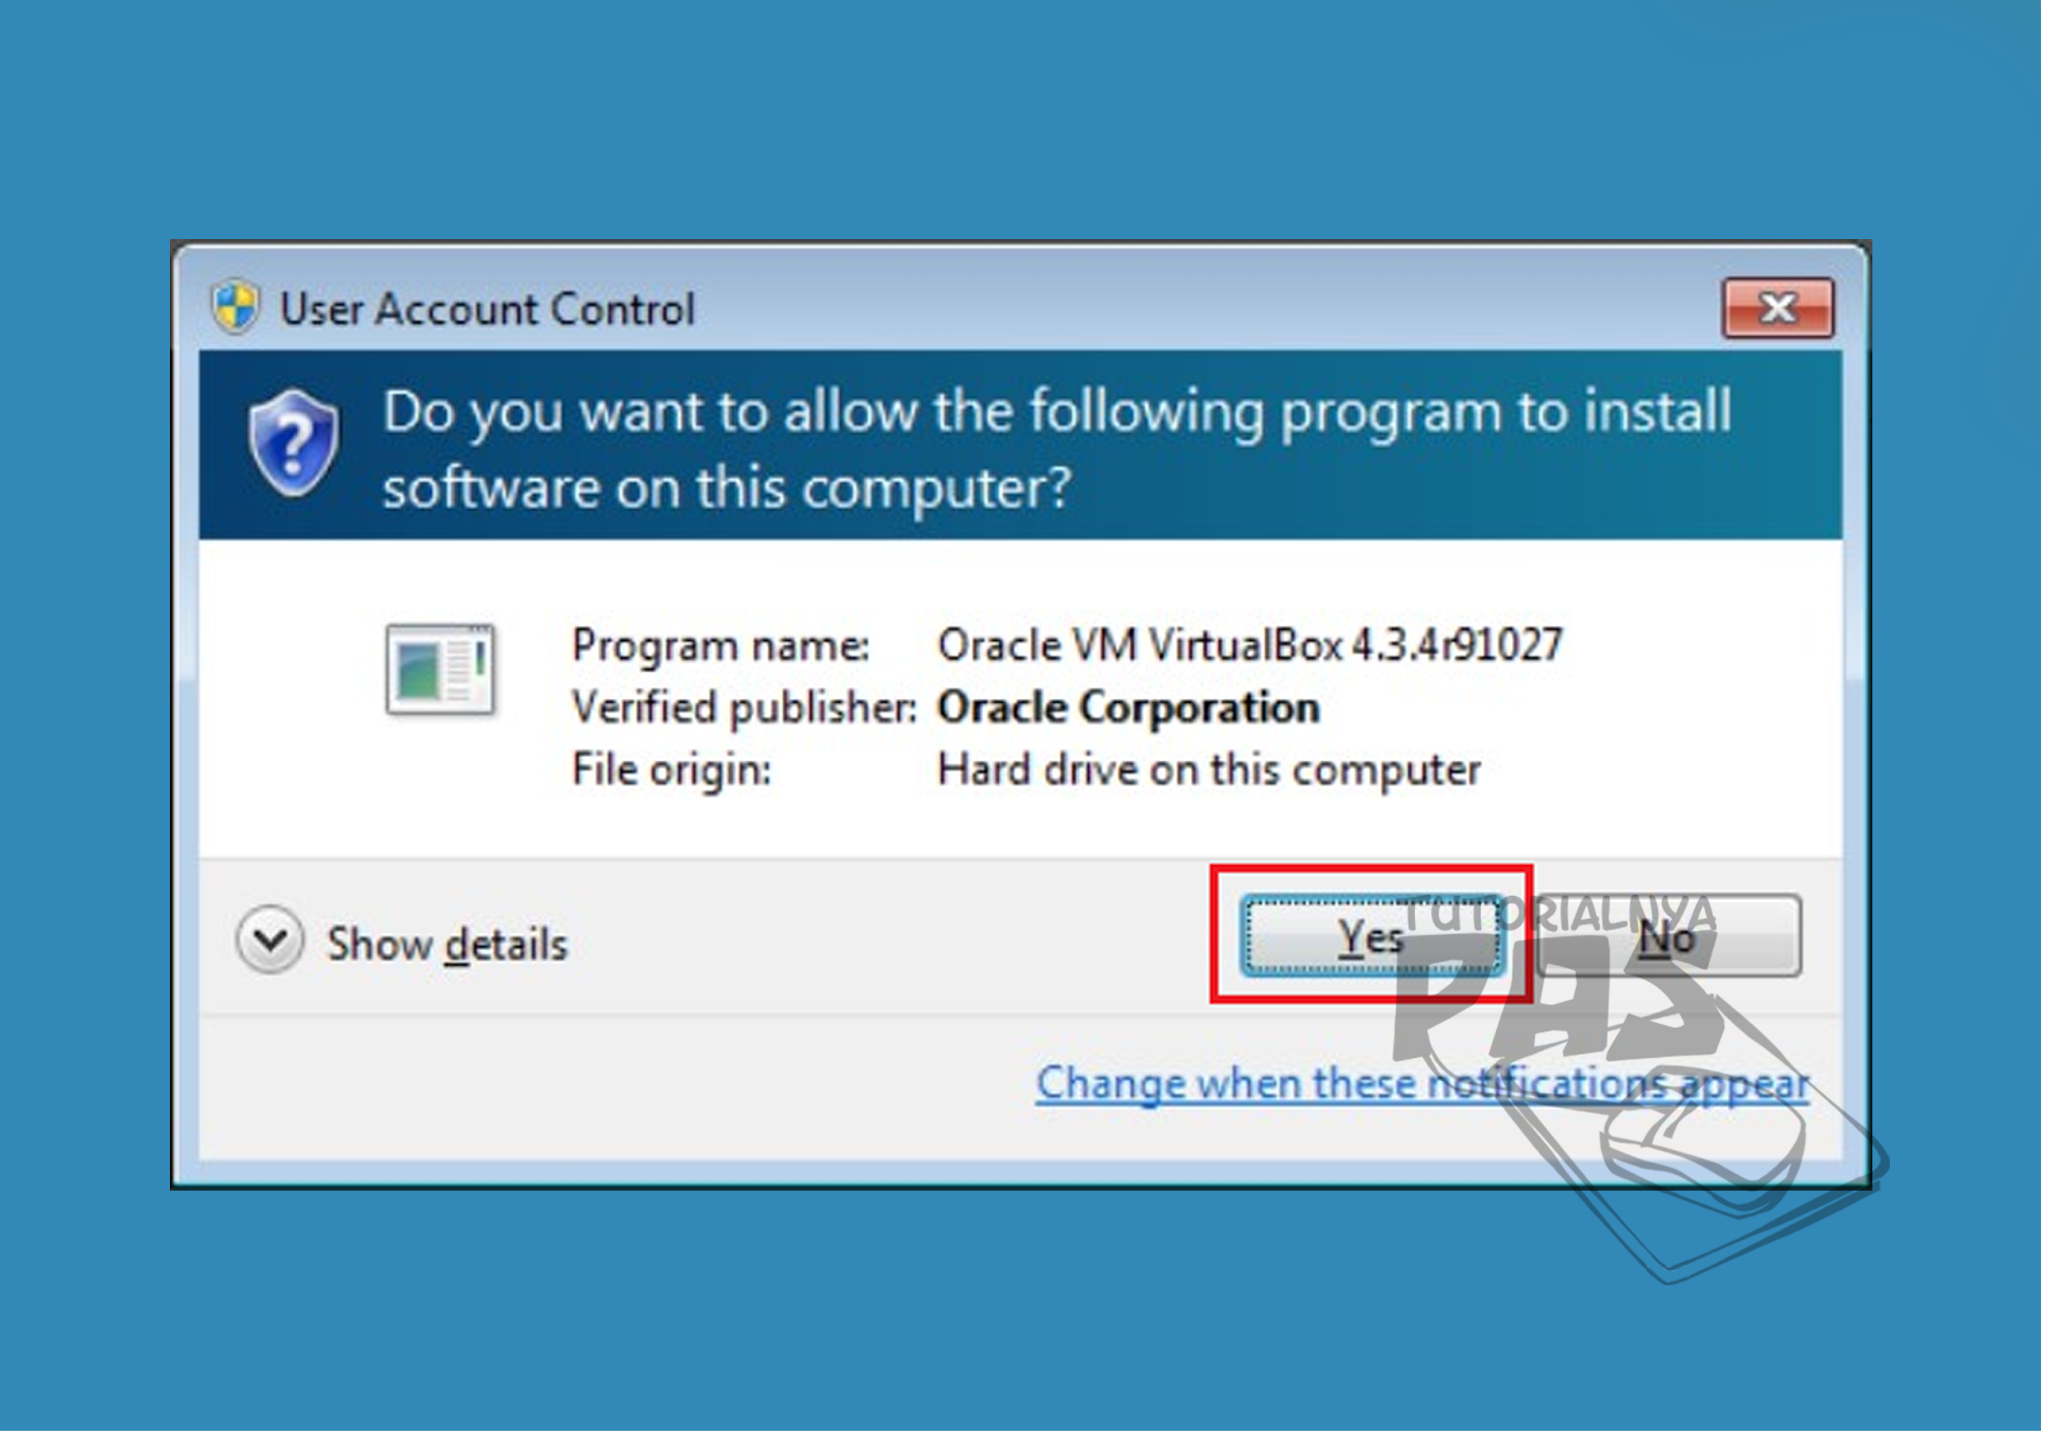 User Account Control
Do you want to allow the following program to install
software on this computer?
Program name: Oracle VM VirtualBox 4.3.4r91027
Verified publisher: Oracle Corporation
File origin: Hard drive on this computer
Show details
Yes
No
TUTORIALNYA
PAS
Change when these notifications appear